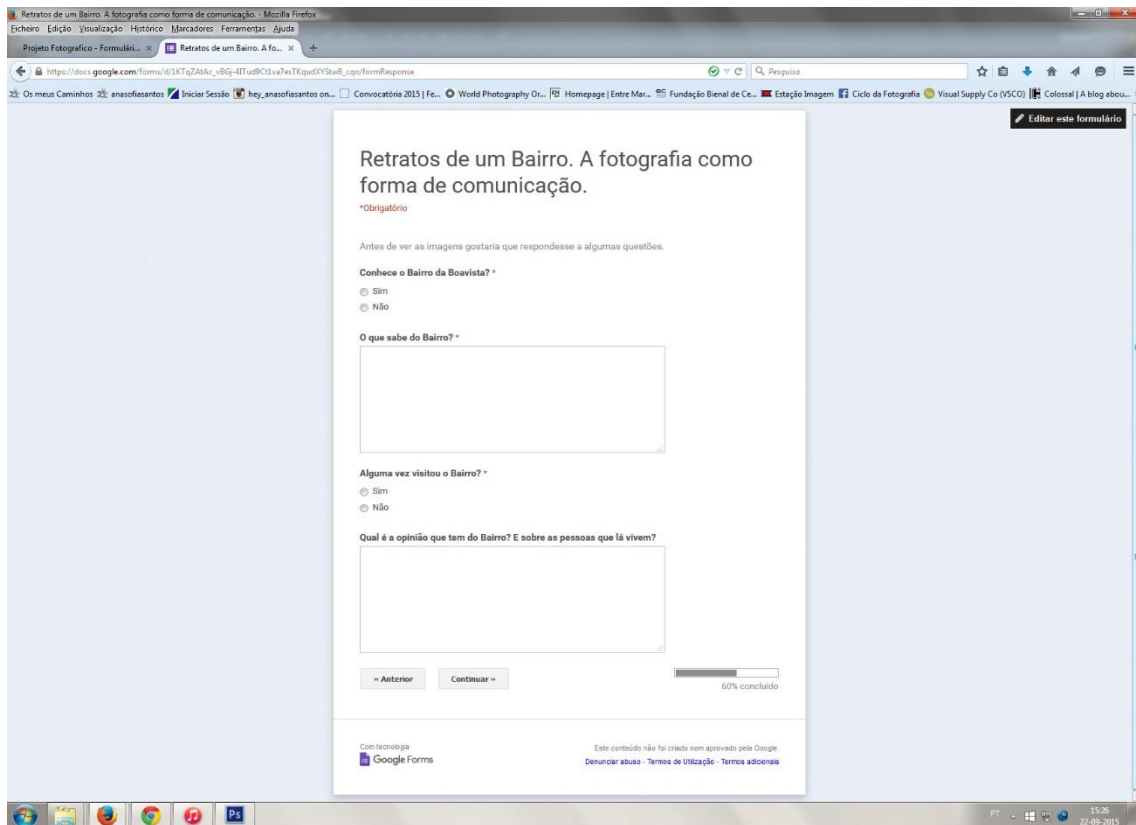 Retratos de um Bairro. A fotografia como forma de comunicação. - Mozilla Firefox
Ficheiro Edição Visualização Histórico Marcadores Ferramentas Ajuda
Projeto Fotografico - Formulári... × Retratos de um Bairro. A fo... × +
https://docs.google.com/forms/d/ /formResponse Pesquisa
Os meus Caminhos anasofiasantos Iniciar Sessão hey_anasofiasantos on... Convocatória 2015 | Fe... World Photography Or... Homepage | Entre Mar... Fundação Bienal de Ce... Estação Imagem Ciclo da Fotografia Visual Supply Co (VSCO) Colossal | A blog abou...
Editar este formulário
Retratos de um Bairro. A fotografia como
forma de comunicação.
*Obrigatório
Antes de ver as imagens gostaria que respondesse a algumas questões.
Conhece o Bairro da Boavista? *
Sim
Não
O que sabe do Bairro? *
Alguma vez visitou o Bairro? *
Sim
Não
Qual é a opinião que tem do Bairro? E sobre as pessoas que lá vivem?
« Anterior Continuar »
60% concluído
Com tecnologia
Google Forms
Este conteúdo não foi criado nem aprovado pela Google.
Denunciar abuso - Termos de Utilização - Termos adicionais
Ps
PT 15:26
22-09-2015